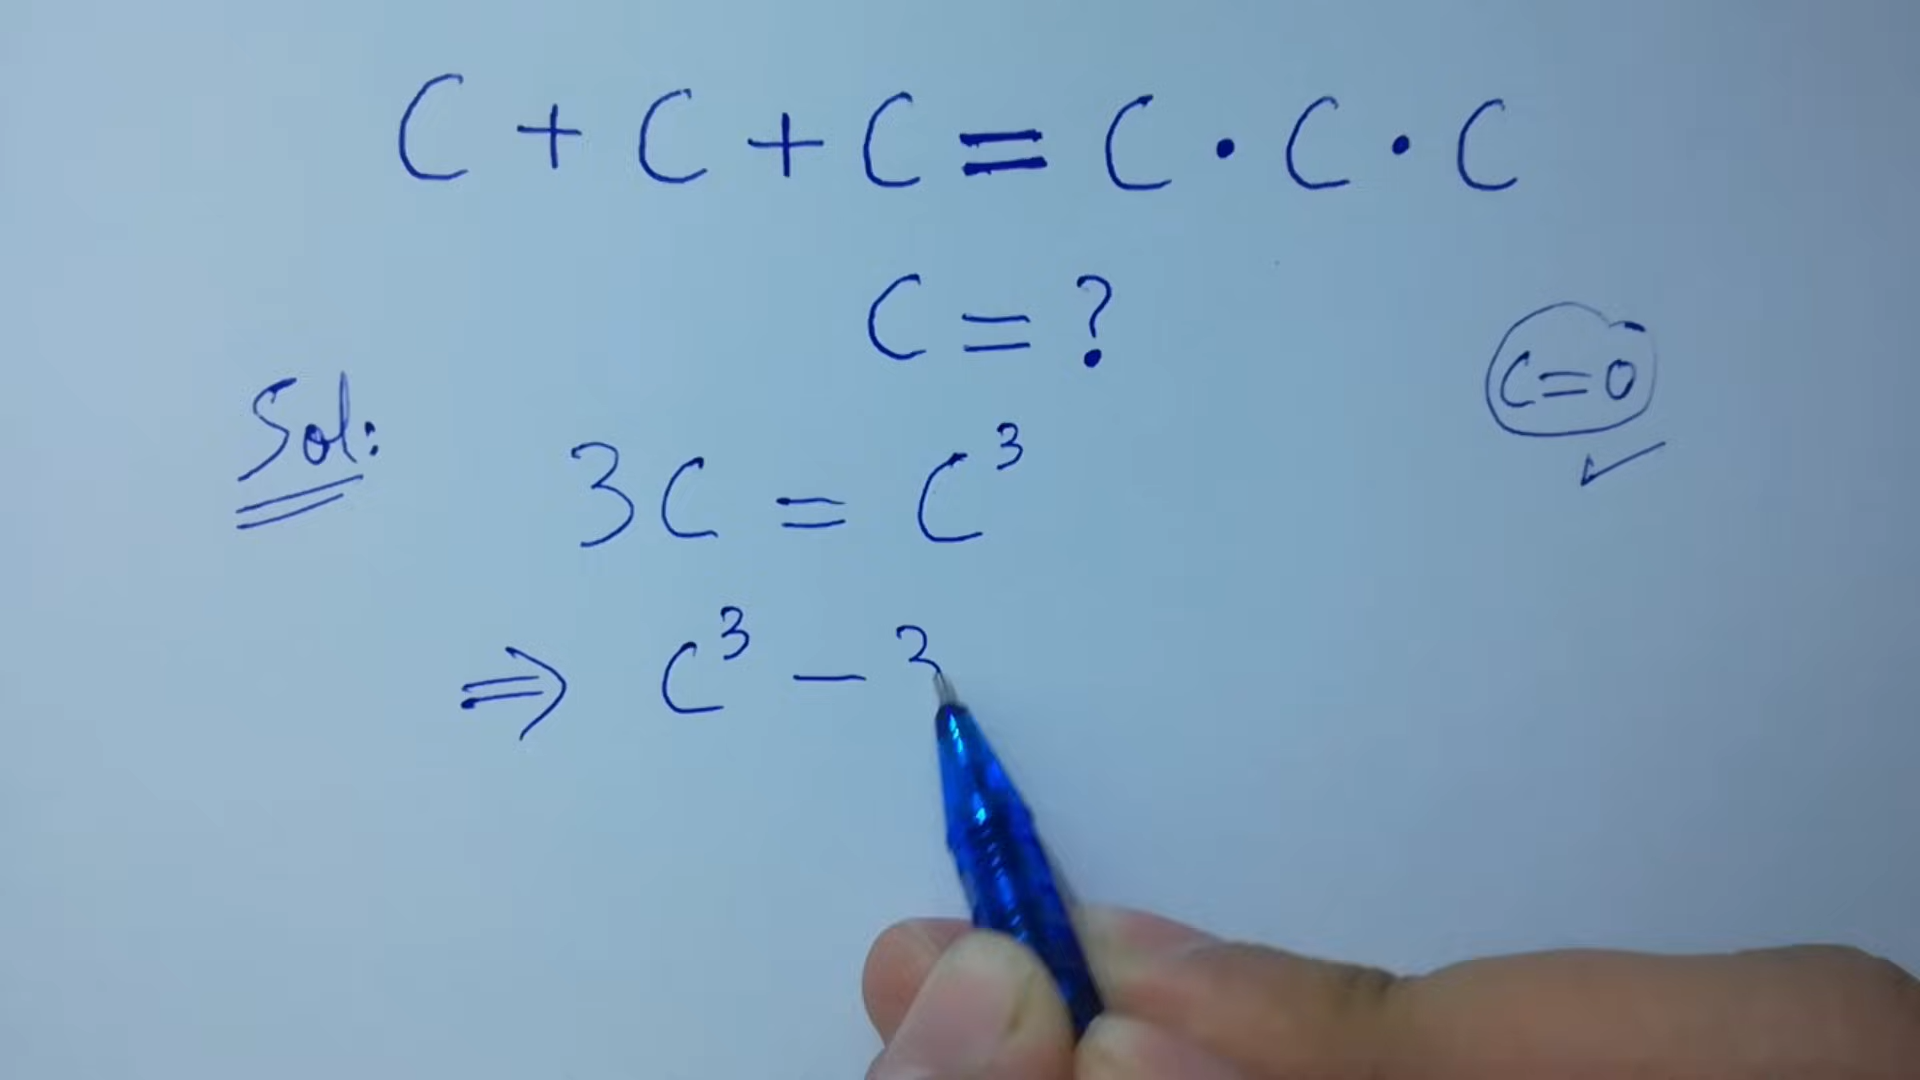 C + C + C = C · C · C
C = ?
C = 0 ✓
Sol:
3C = C³
⇒ C³ – 3